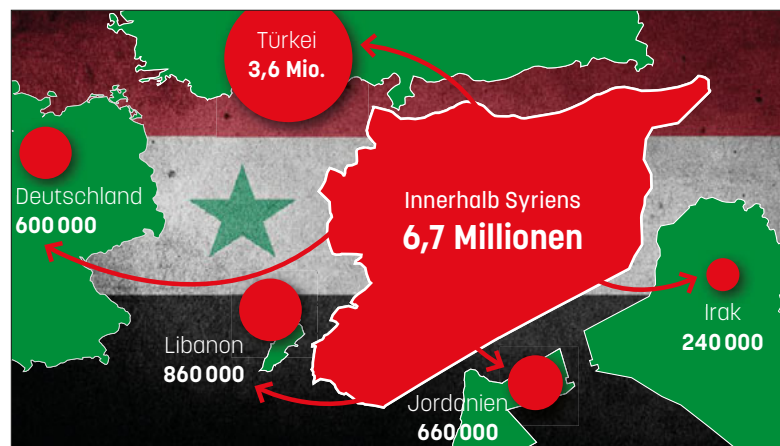 Türkei
3,6 Mio.
Deutschland
600 000
Innerhalb Syriens
6,7 Millionen
Libanon
860 000
Irak
240 000
Jordanien
660 000